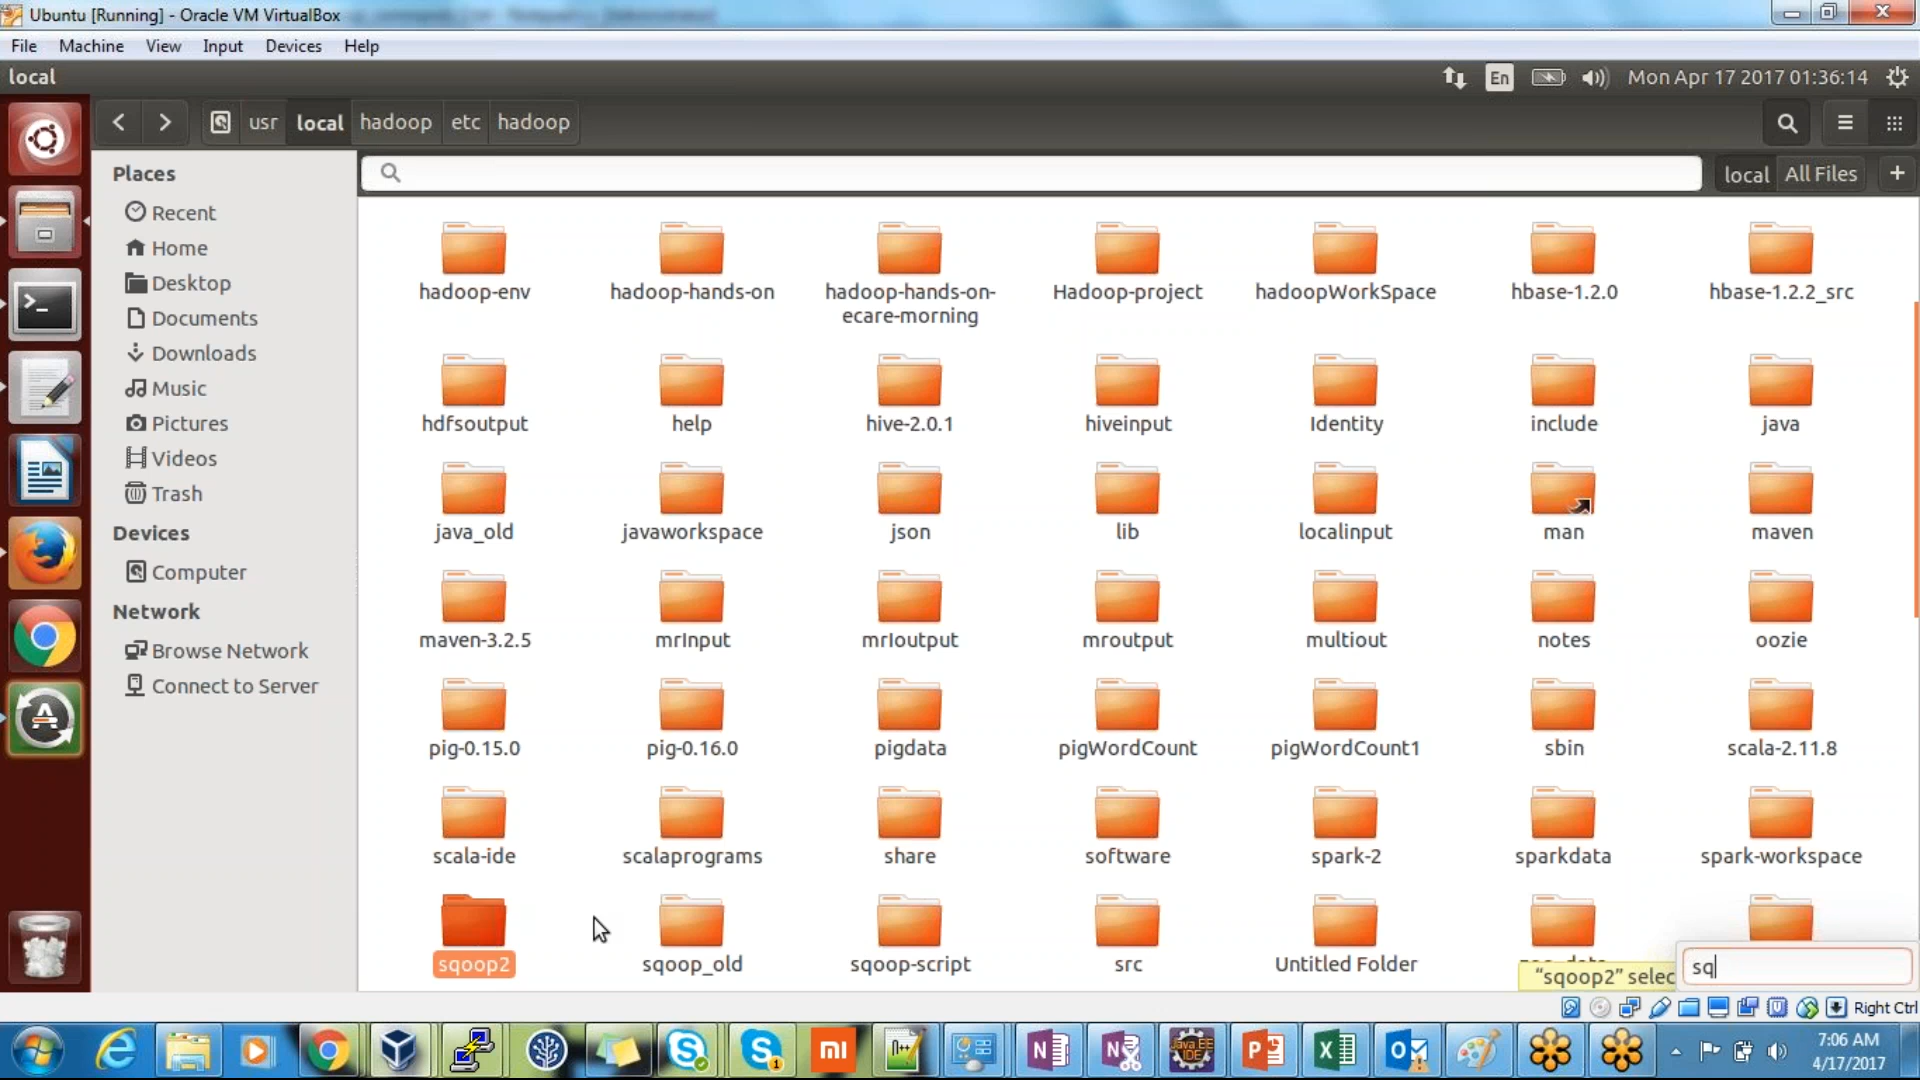 Ubuntu [Running] - Oracle VM VirtualBox
File Machine View Input Devices Help
local
En
Mon Apr 17 2017 01:36:14
usr local hadoop etc hadoop
local All Files +
Places
Recent
Home
Desktop
Documents
Downloads
Music
Pictures
Videos
Trash
Devices
Computer
Network
Browse Network
Connect to Server
hadoop-env hadoop-hands-on hadoop-hands-on- Hadoop-project hadoopWorkSpace hbase-1.2.0 hbase-1.2.2_src
ecare-morning
hdfsoutput help hive-2.0.1 hiveinput Identity include java
java_old javaworkspace json lib localinput man maven
maven-3.2.5 mrInput mrIoutput mroutput multiout notes oozie
pig-0.15.0 pig-0.16.0 pigdata pigWordCount pigWordCount1 sbin scala-2.11.8
scala-ide scalaprograms share software spark-2 sparkdata spark-workspace
sqoop2 sqoop_old sqoop-script src Untitled Folder
"sqoop2" selec
sq
Right Ctrl
7:06 AM
4/17/2017